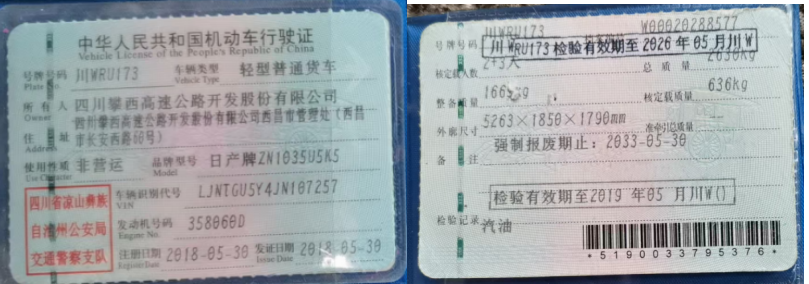 中华人民共和国机动车行驶证
Vehicle License of the People's Republic of China
号牌号码 川WRU173 车辆类型 轻型普通货车
Plate No. Vehicle Type
所有人 四川攀西高速公路开发股份有限公司
Owner
四川攀西高速公路开发股份有限公司西昌市管理处(西昌
住址 市长安西路60号)
Address
使用性质 非营运 品牌型号 日产牌ZN1035U5K5
Use Character Model
四川省凉山彝族
自治州公安局
交通警察支队
车辆识别代号 LJNTGU5Y4JN107257
VIN
发动机号码 358060D
Engine No.
注册日期 2018-05-30 发证日期 2018-05-30
Register Date Issue Date
号牌号码 川WRU173 W00020288577
川WRU173 检验有效期至2026年05月川W
核定载人数 2+3人 总质量 2630kg
整备质量 核定载质量 636kg
外廓尺寸 5263×1850×1790 准牵引总质量
备注 强制报废期止:2033-05-30
检验有效期至2019年05月川W()
检验记录 汽油
*5190033795376*